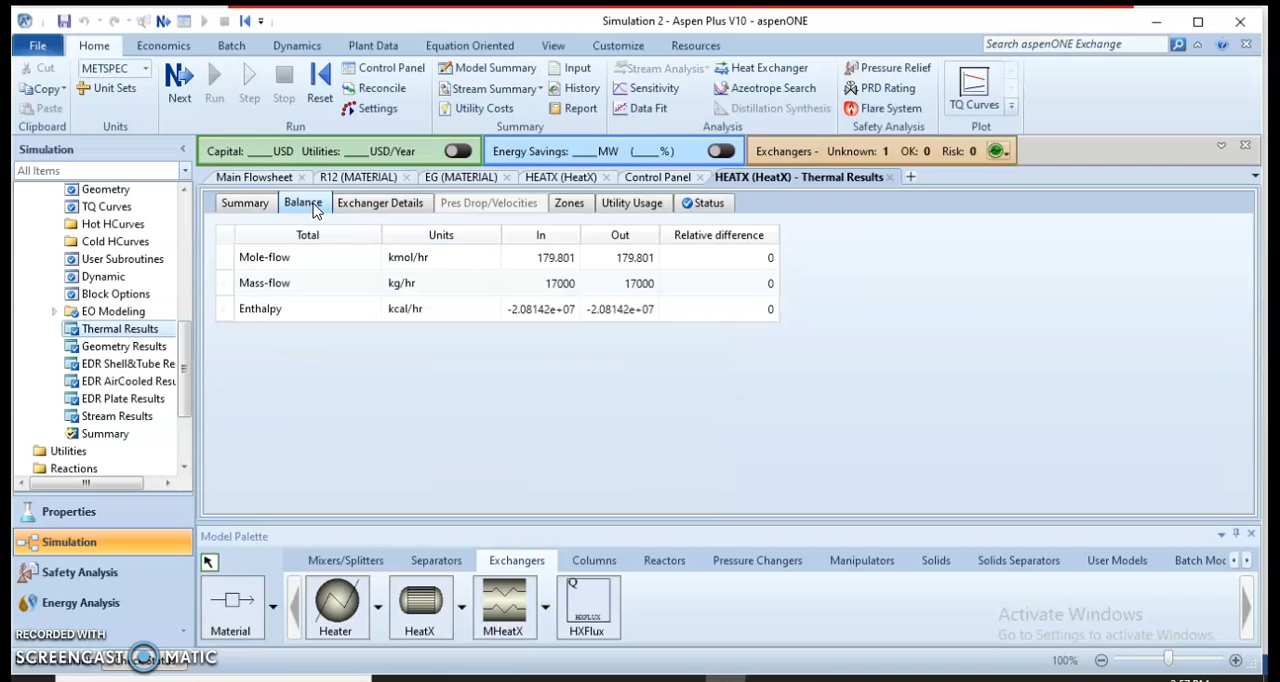 Simulation 2 - Aspen Plus V10 - aspenONE
File Home Economics Batch Dynamics Plant Data Equation Oriented View Customize Resources Search aspenONE Exchange
Cut METSPEC Control Panel Model Summary Input Stream Analysis Heat Exchanger Pressure Relief
Copy Unit Sets Reconcile Stream Summary History Sensitivity Azeotrope Search PRD Rating
Paste Next Run Step Stop Reset Settings Utility Costs Report Data Fit Distillation Synthesis Flare System TQ Curves
Clipboard Units Run Summary Analysis Safety Analysis Plot
Simulation
Capital: ____USD Utilities: ____USD/Year Energy Savings: ____MW (____%) Exchangers - Unknown: 1 OK: 0 Risk: 0
All Items
Main Flowsheet R12 (MATERIAL) EG (MATERIAL) HEATX (HeatX) Control Panel HEATX (HeatX) - Thermal Results
Summary Balance Exchanger Details Pres Drop/Velocities Zones Utility Usage Status
Total Units In Out Relative difference
Mole-flow kmol/hr 179.801 179.801 0
Mass-flow kg/hr 17000 17000 0
Enthalpy kcal/hr -2.08142e+07 -2.08142e+07 0
Geometry
TQ Curves
Hot HCurves
Cold HCurves
User Subroutines
Dynamic
Block Options
EO Modeling
Thermal Results
Geometry Results
EDR Shell&Tube Re
EDR AirCooled Resu
EDR Plate Results
Stream Results
Summary
Utilities
Reactions
Properties
Simulation
Safety Analysis
Energy Analysis
Model Palette
Mixers/Splitters Separators Exchangers Columns Reactors Pressure Changers Manipulators Solids Solids Separators User Models Batch Moc
Q
HXFLUX
Material Heater HeatX MHeatX HXFlux
Activate Windows
Go to Settings to activate Windows.
RECORDED WITH
SCREENCAST MATIC
100%